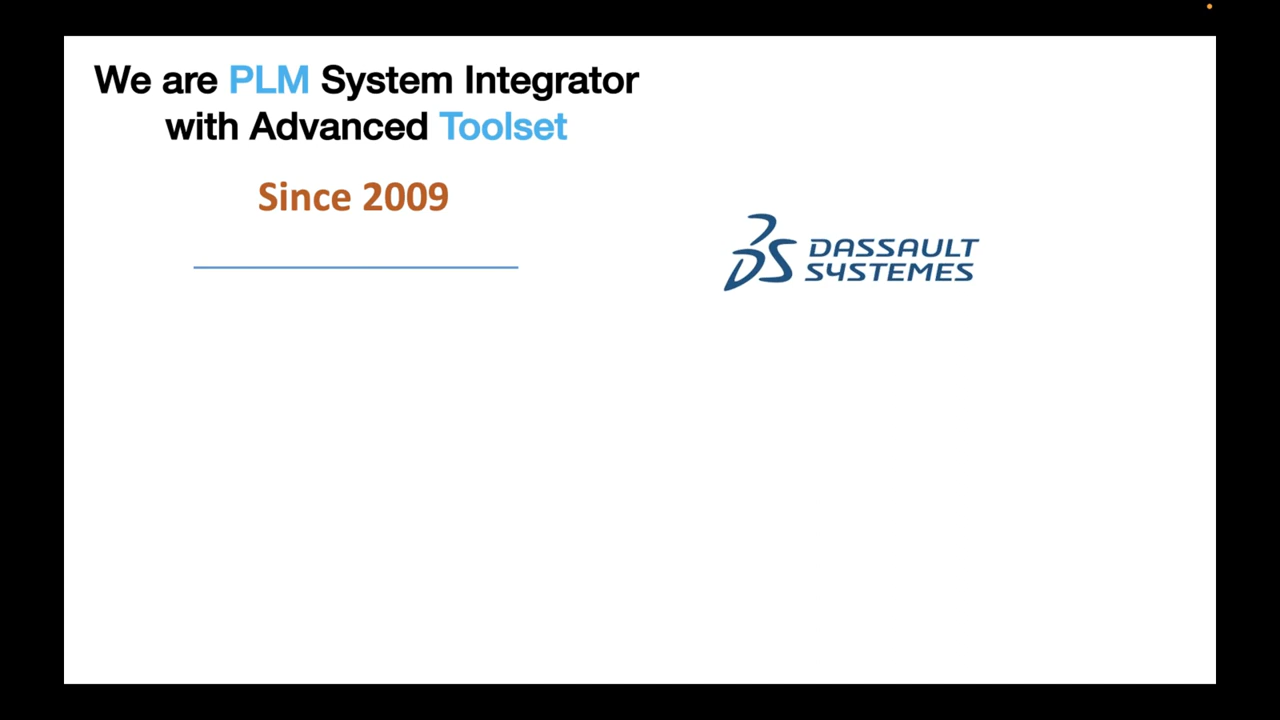 We are PLM System Integrator
with Advanced Toolset
Since 2009
DASSAULT
SYSTEMES